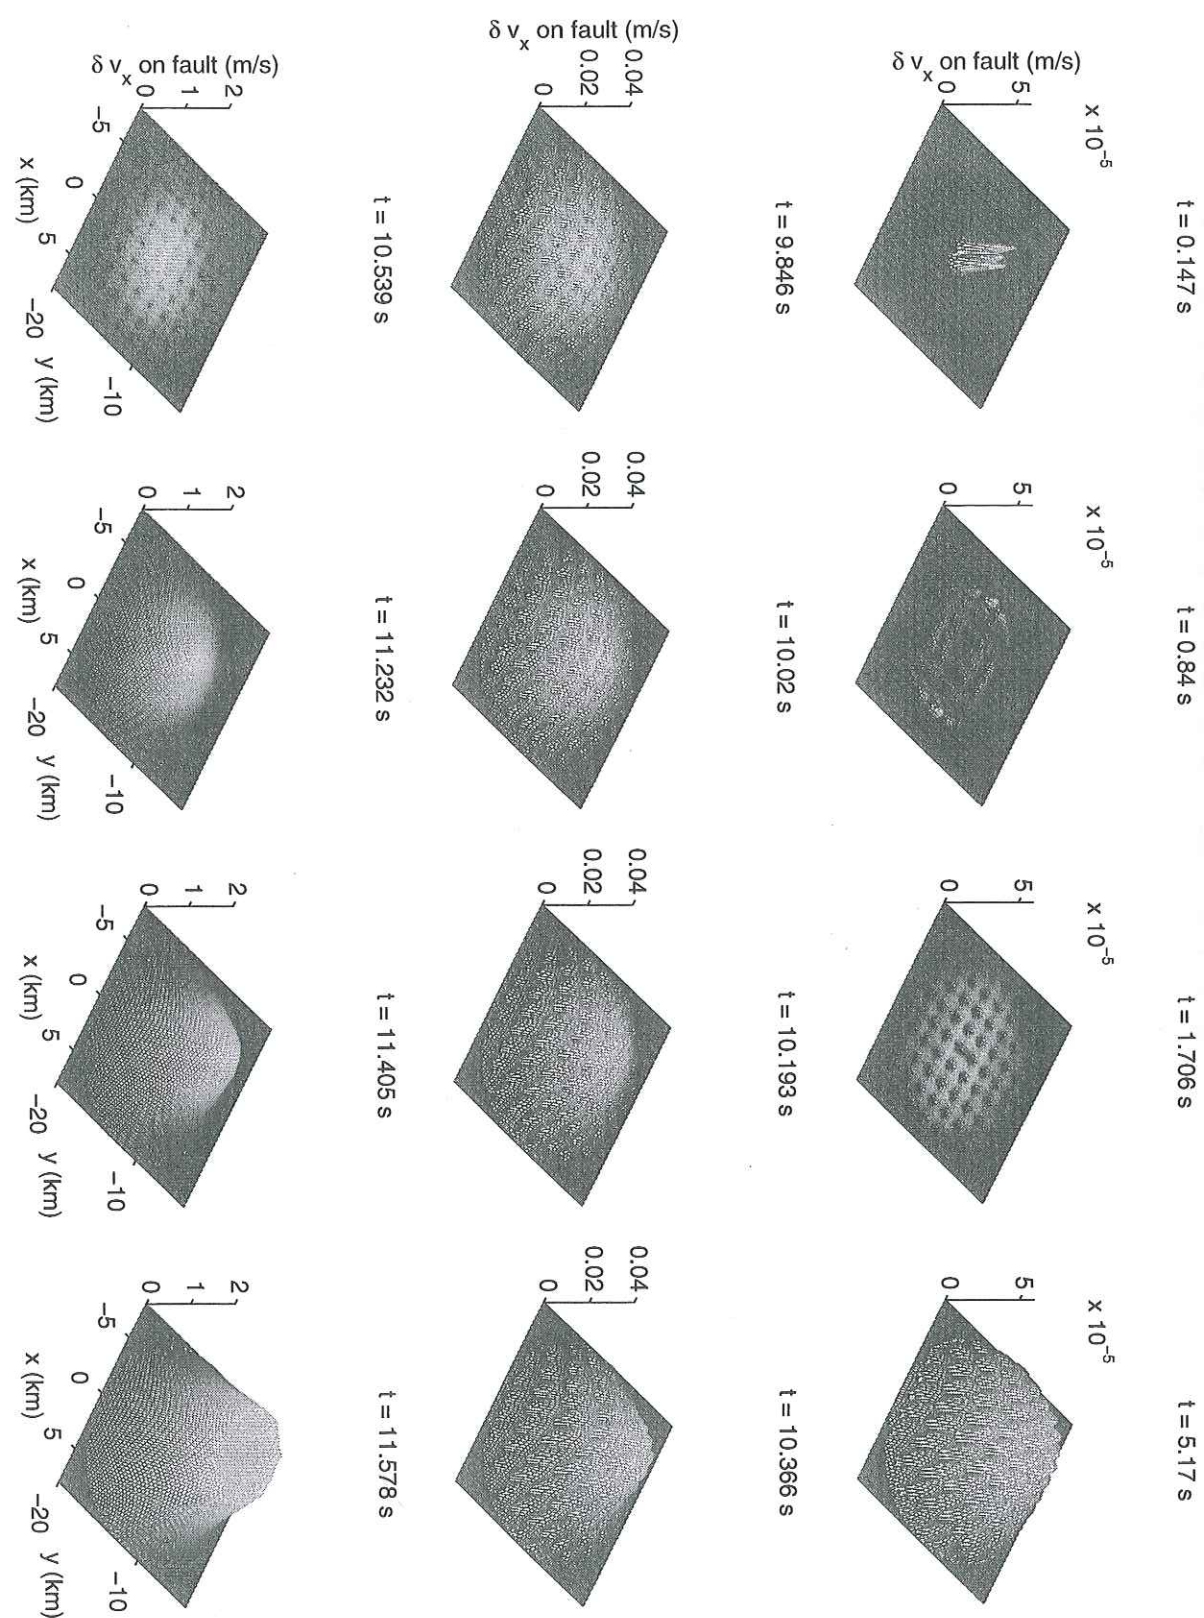 t = 0.147 s
t = 0.84 s
t = 1.706 s
t = 5.17 s
x 10⁻⁵
x 10⁻⁵
x 10⁻⁵
x 10⁻⁵
δ vₓ on fault (m/s)
5
0
5
0
5
0
5
0
t = 9.846 s
t = 10.02 s
t = 10.193 s
t = 10.366 s
δ vₓ on fault (m/s)
0.04
0.02
0
0.04
0.02
0
0.04
0.02
0
0.04
0.02
0
t = 10.539 s
t = 11.232 s
t = 11.405 s
t = 11.578 s
δ vₓ on fault (m/s)
2
1
0
−5
0
5
x (km)
−20
−10
y (km)
2
1
0
−5
0
5
x (km)
−20
−10
y (km)
2
1
0
−5
0
5
x (km)
−20
−10
y (km)
2
1
0
−5
0
5
x (km)
−20
−10
y (km)